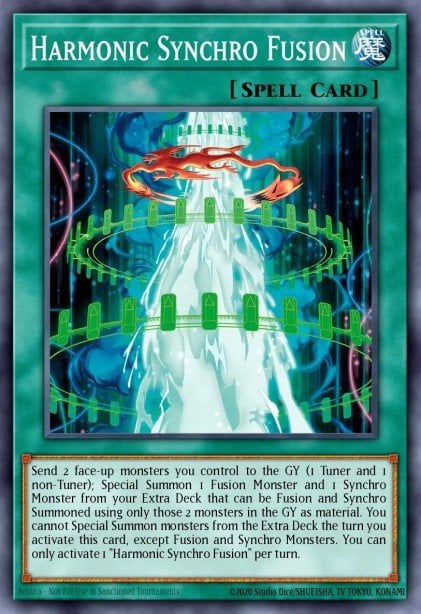 HARMONIC SYNCHRO FUSION
SPELL
魔
[SPELL CARD]
Send 2 face-up monsters you control to the GY (1 Tuner and 1
non-Tuner); Special Summon 1 Fusion Monster and 1 Synchro
Monster from your Extra Deck that can be Fusion and Synchro
Summoned using only those 2 monsters in the GY as material. You
cannot Special Summon monsters from the Extra Deck the turn you
activate this card, except Fusion and Synchro Monsters. You can
only activate 1 "Harmonic Synchro Fusion" per turn.
Replica - Not For Use in Sanctioned Tournaments
©2020 Studio Dice/SHUEISHA, TV TOKYO, KONAMI